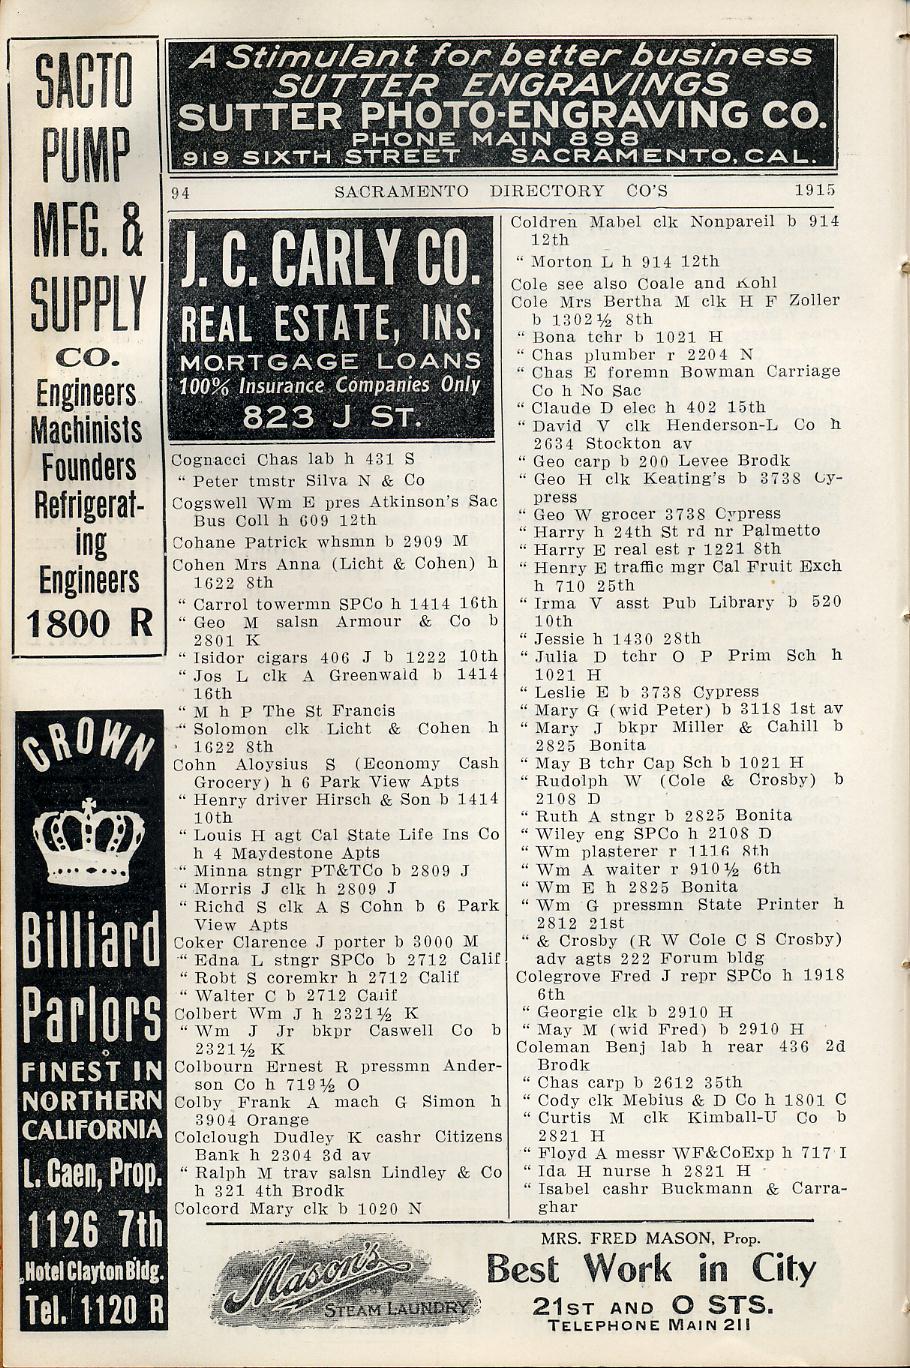 SACTO
PUMP
MFG. &
SUPPLY
CO.
Engineers
Machinists
Founders
Refrigerat-
ing
Engineers
1800 R
CROWN
Billiard
Parlors
FINEST IN
NORTHERN
CALIFORNIA
L. Caen, Prop.
1126 7th
Hotel Clayton Bldg.
Tel. 1120 R
A Stimulant for better business
SUTTER ENGRAVINGS
SUTTER PHOTO-ENGRAVING CO.
PHONE MAIN 898
919 SIXTH STREET SACRAMENTO, CAL.
94 SACRAMENTO DIRECTORY CO'S 1915
J. C. CARLY CO.
REAL ESTATE, INS.
MORTGAGE LOANS
100% Insurance Companies Only
823 J ST.
Cognacci Chas lab h 431 S
“ Peter tmstr Silva N & Co
Cogswell Wm E pres Atkinson's Sac
Bus Coll h 609 12th
Cohane Patrick whsmn b 2909 M
Cohen Mrs Anna (Licht & Cohen) h
1622 8th
“ Carrol towermn SPCo h 1414 16th
“ Geo M salsn Armour & Co b
2801 K
“ Isidor cigars 406 J b 1222 10th
“ Jos L clk A Greenwald b 1414
16th
“ M h P The St Francis
“ Solomon clk Licht & Cohen h
1622 8th
Cohn Aloysius S (Economy Cash
Grocery) h 6 Park View Apts
“ Henry driver Hirsch & Son b 1414
10th
“ Louis H agt Cal State Life Ins Co
h 4 Maydestone Apts
“ Minna stngr PT&TCo b 2809 J
“ Morris J clk h 2809 J
“ Richd S clk A S Cohn b 6 Park
View Apts
Coker Clarence J porter b 3000 M
“ Edna L stngr SPCo b 2712 Calif
“ Robt S coremkr h 2712 Calif
“ Walter C b 2712 Calif
Colbert Wm J h 2321½ K
“ Wm J Jr bkpr Caswell Co b
2321½ K
Colbourn Ernest R pressmn Ander-
son Co h 719½ O
Colby Frank A mach G Simon h
3904 Orange
Colclough Dudley K cashr Citizens
Bank h 2304 3d av
“ Ralph M trav salsn Lindley & Co
h 321 4th Brodk
Colcord Mary clk b 1020 N
Coldren Mabel clk Nonpareil b 914
12th
“ Morton L h 914 12th
Cole see also Coale and Kohl
Cole Mrs Bertha M clk H F Zoller
b 1302½ 8th
“ Bona tchr b 1021 H
“ Chas plumber r 2204 N
“ Chas E foremn Bowman Carriage
Co h No Sac
“ Claude D elec h 402 15th
“ David V clk Henderson-L Co h
2634 Stockton av
“ Geo carp b 200 Levee Brodk
“ Geo H clk Keating's b 3738 Cy-
press
“ Geo W grocer 3738 Cypress
“ Harry h 24th St rd nr Palmetto
“ Harry E real est r 1221 8th
“ Henry E traffic mgr Cal Fruit Exch
h 710 25th
“ Irma V asst Pub Library b 520
10th
“ Jessie h 1430 28th
“ Julia D tchr O P Prim Sch h
1021 H
“ Leslie E b 3738 Cypress
“ Mary G (wid Peter) b 3118 1st av
“ Mary J bkpr Miller & Cahill b
2825 Bonita
“ May B tchr Cap Sch b 1021 H
“ Rudolph W (Cole & Crosby) b
2108 D
“ Ruth A stngr b 2825 Bonita
“ Wiley eng SPCo h 2108 D
“ Wm plasterer r 1116 8th
“ Wm A waiter r 910½ 6th
“ Wm E h 2825 Bonita
“ Wm G pressmn State Printer h
2812 21st
“ & Crosby (R W Cole C S Crosby)
adv agts 222 Forum bldg
Colegrove Fred J repr SPCo h 1918
6th
“ Georgie clk b 2910 H
“ May M (wid Fred) b 2910 H
Coleman Benj lab h rear 436 2d
Brodk
“ Chas carp b 2612 35th
“ Cody clk Mebius & D Co h 1801 C
“ Curtis M clk Kimball-U Co b
2821 H
“ Floyd A messr WF&CoExp h 717 I
“ Ida H nurse h 2821 H
“ Isabel cashr Buckmann & Carra-
ghar
Mason's
STEAM LAUNDRY
MRS. FRED MASON, Prop.
Best Work in City
21ST AND O STS.
TELEPHONE MAIN 211